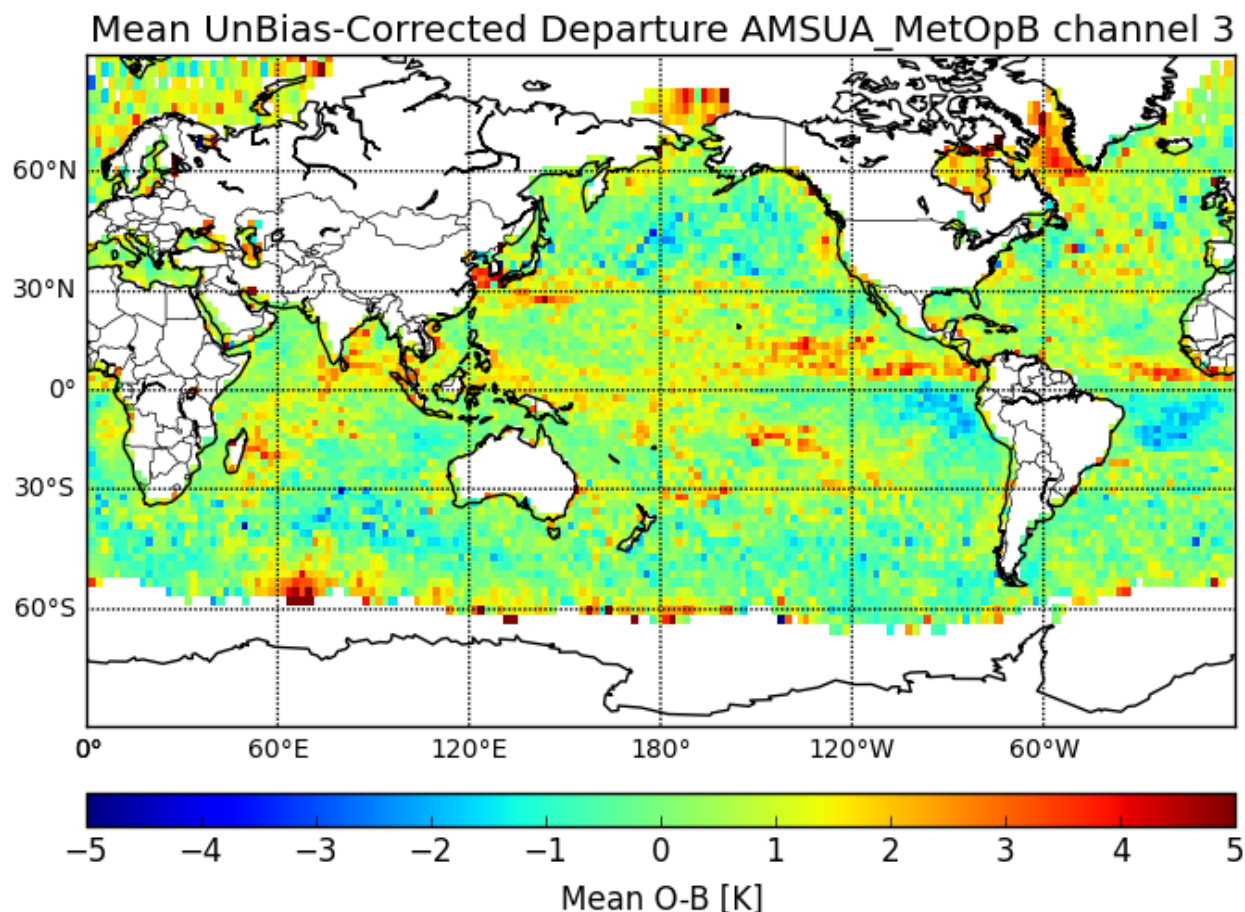 Mean UnBias-Corrected Departure AMSUA_MetOpB channel 3
60°N
30°N
0°
30°S
60°S
0° 60°E 120°E 180° 120°W 60°W
−5 −4 −3 −2 −1 0 1 2 3 4 5
Mean O-B [K]